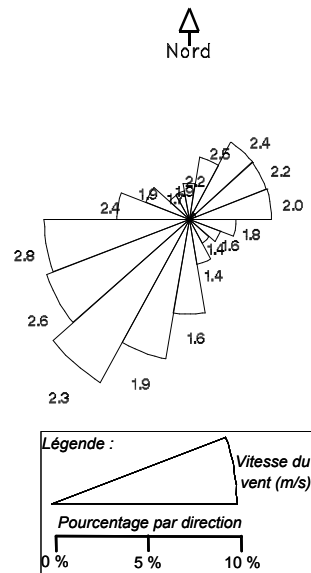 Nord
2.4
2.5
2.2
2.2
1.9
2.0
2.4
1.8
1.6
1.4
2.8
1.4
2.6
1.6
1.9
2.3
Légende :
Vitesse du
vent (m/s)
Pourcentage par direction
0 % 5 % 10 %